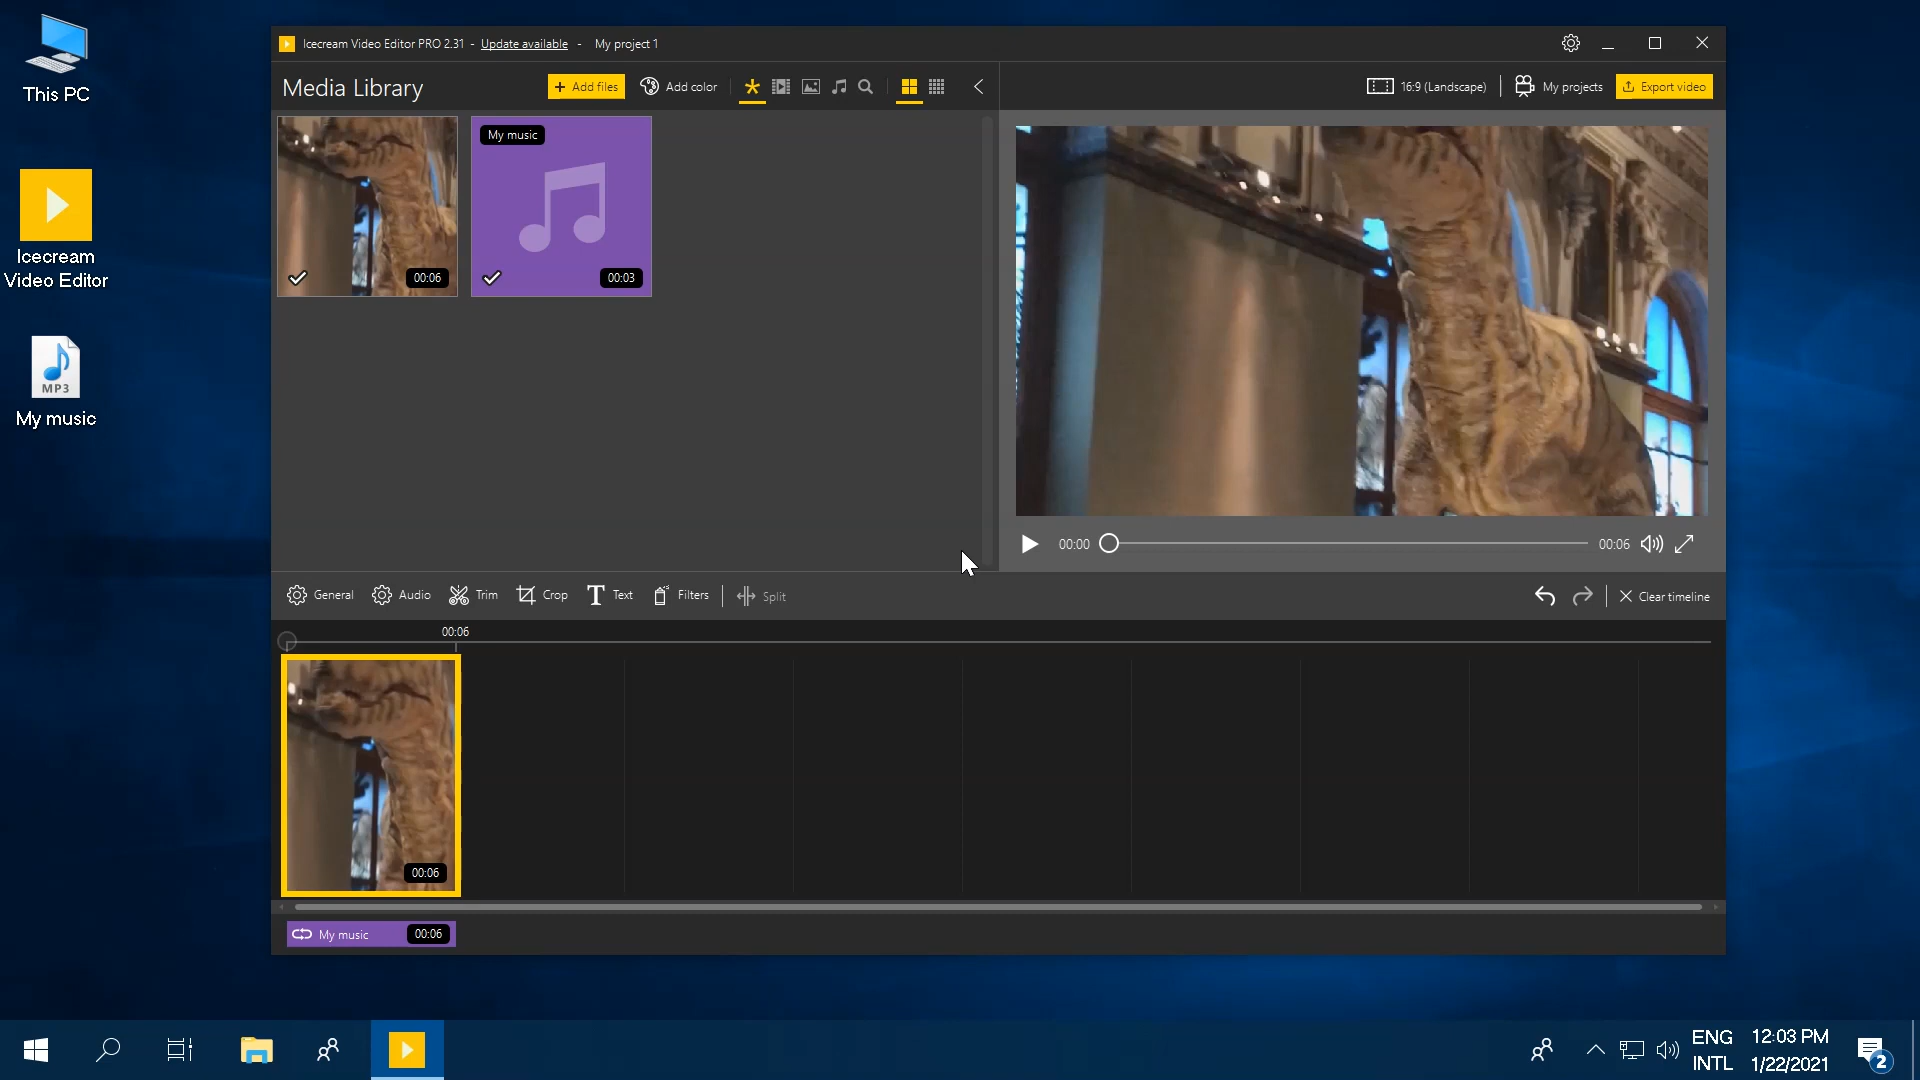 This PC
Icecream
Video Editor
MP3
My music
Icecream Video Editor PRO 2.31 - Update available - My project 1
Media Library
+ Add files
Add color
16:9 (Landscape)
My projects
Export video
My music
00:06
00:03
00:00
00:06
General
Audio
Trim
Crop
Text
Filters
Split
Clear timeline
00:06
00:06
My music 00:06
ENG
INTL
12:03 PM
1/22/2021
2